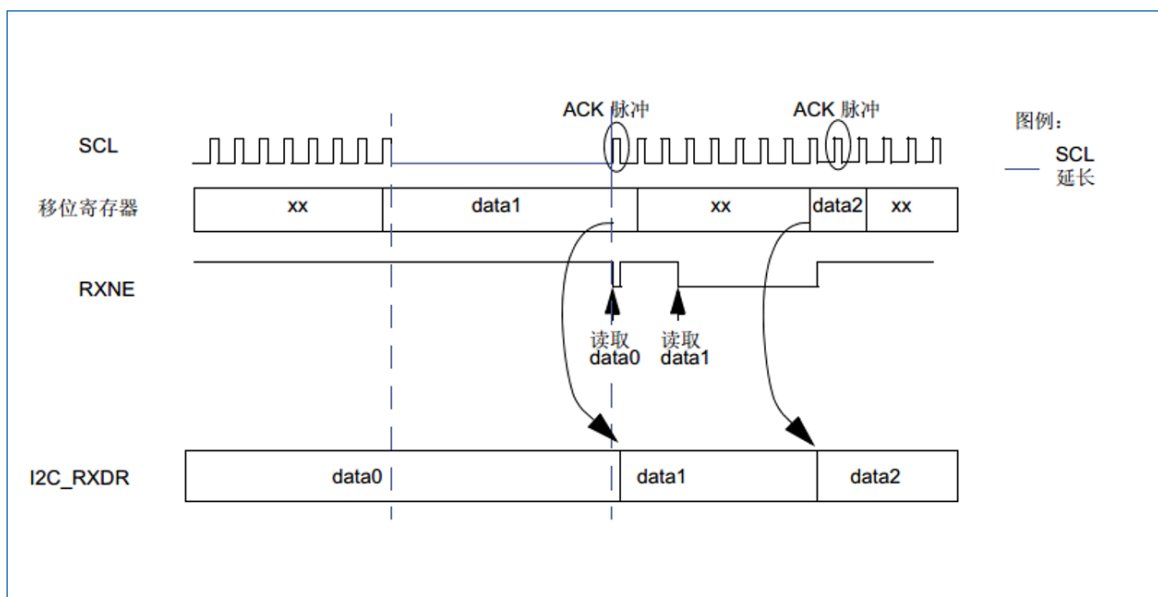 ACK 脉冲
ACK 脉冲
图例：
SCL
SCL
延长
移位寄存器
xx
data1
xx
data2
xx
RXNE
读取
data0
读取
data1
I2C_RXDR
data0
data1
data2